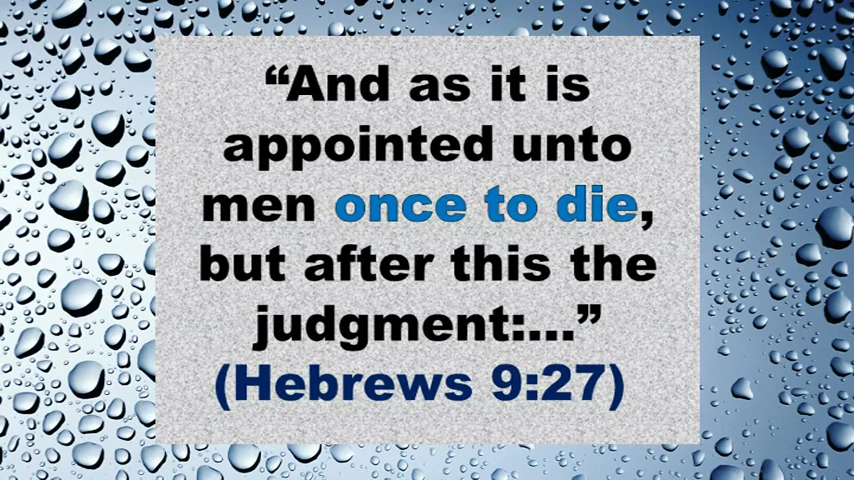 “And as it is
appointed unto
men once to die,
but after this the
judgment:...”
(Hebrews 9:27)